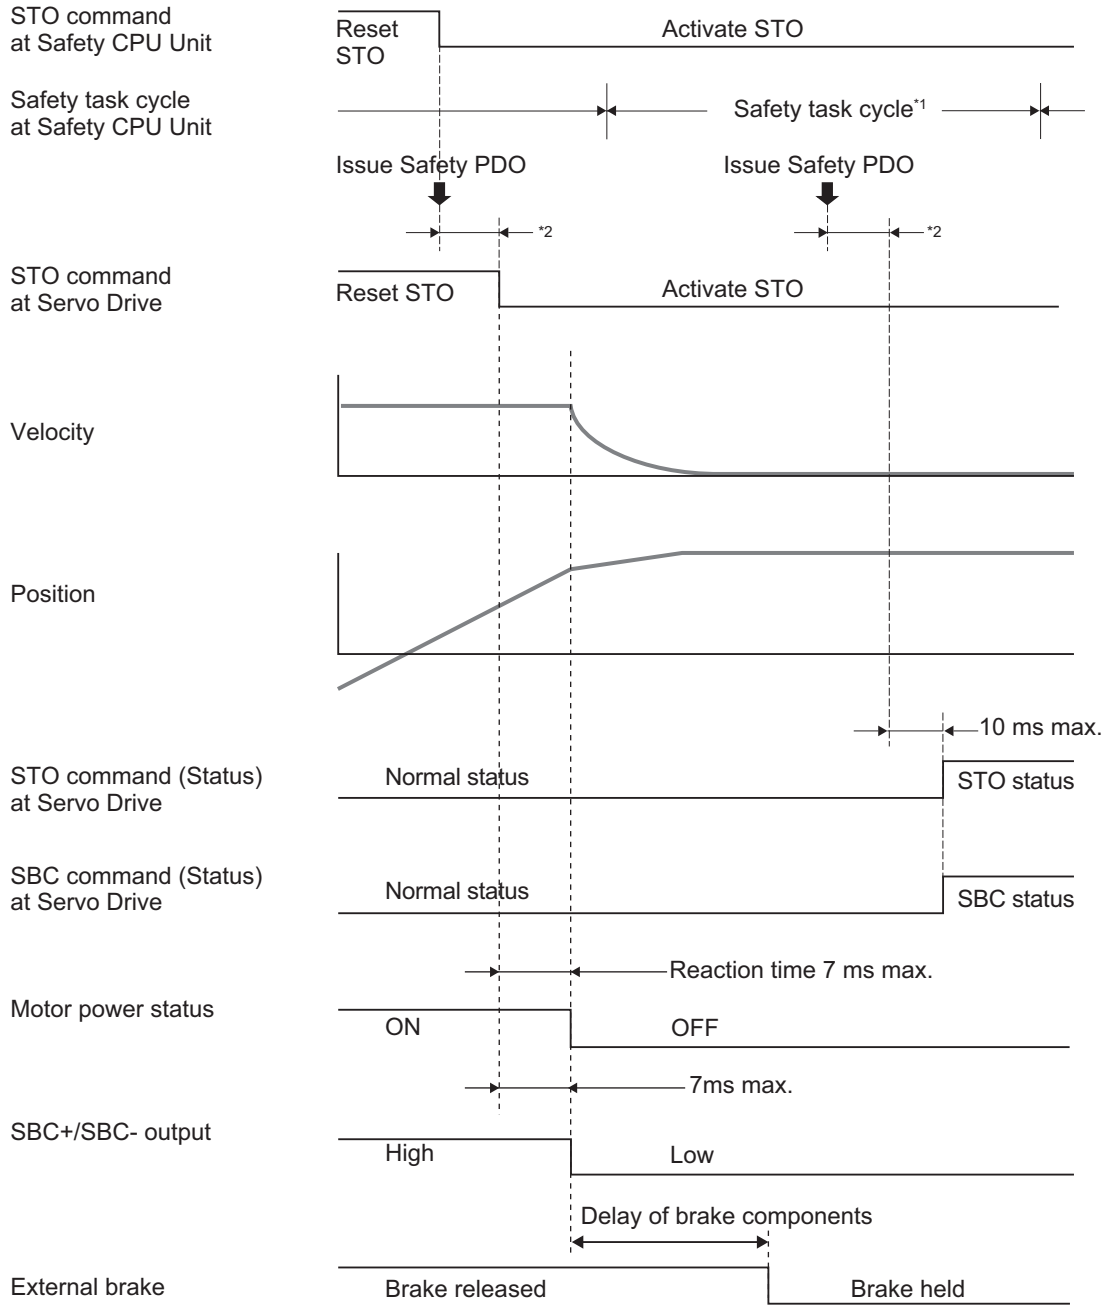 STO command
at Safety CPU Unit
Reset
STO
Activate STO
Safety task cycle
at Safety CPU Unit
Safety task cycle*1
Issue Safety PDO
Issue Safety PDO
*2
*2
STO command
at Servo Drive
Reset STO
Activate STO
Velocity
Position
10 ms max.
STO command (Status)
at Servo Drive
Normal status
STO status
SBC command (Status)
at Servo Drive
Normal status
SBC status
Reaction time 7 ms max.
Motor power status
ON
OFF
7ms max.
SBC+/SBC- output
High
Low
Delay of brake components
External brake
Brake released
Brake held